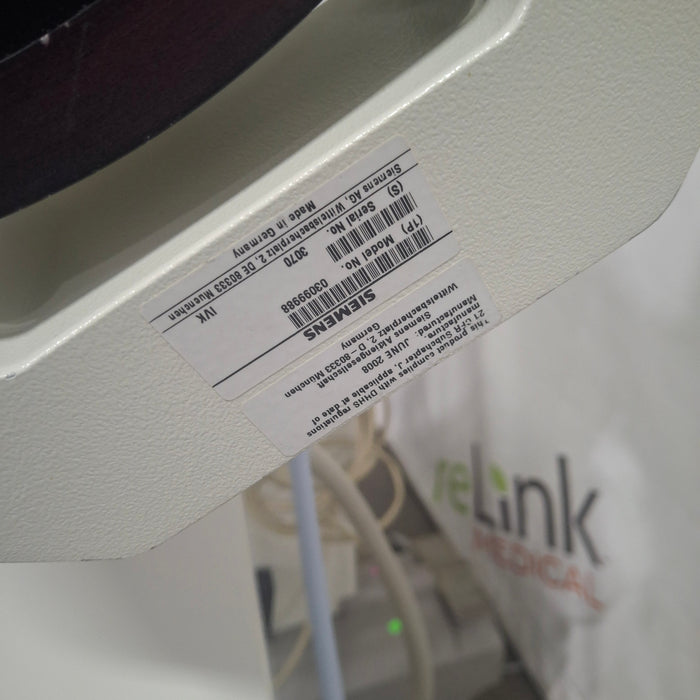 SIEMENS
(1P) Model No. 03099988
(S) Serial No. 3070
IVK
Siemens AG, Wittelsbacherplatz 2, DE 80333 Muenchen
Made in Germany
This product complies with DHHS regulations
21 CFR Subchapter J, applicable at date of
manufacture.
Manufactured: JUNE 2008
Siemens Aktiengesellschaft
Wittelsbacherplatz 2, D - 80333 München
Germany
reLink
MEDICAL